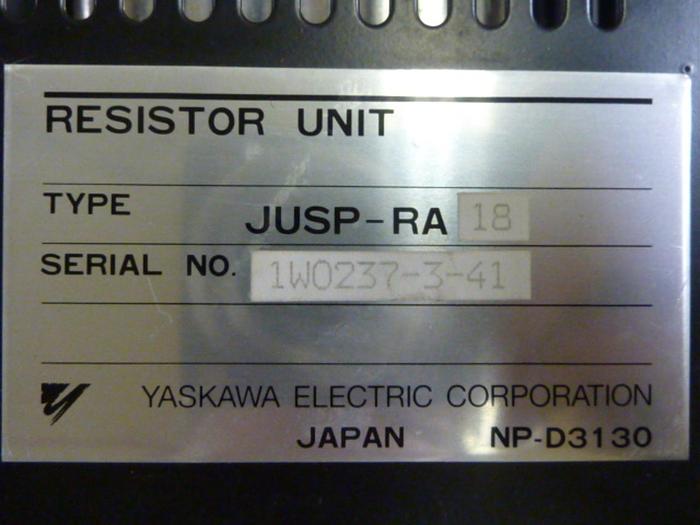 RESISTOR UNIT
TYPE JUSP-RA 18
SERIAL NO. 1W0237-3-41
YASKAWA ELECTRIC CORPORATION
JAPAN NP-D3130